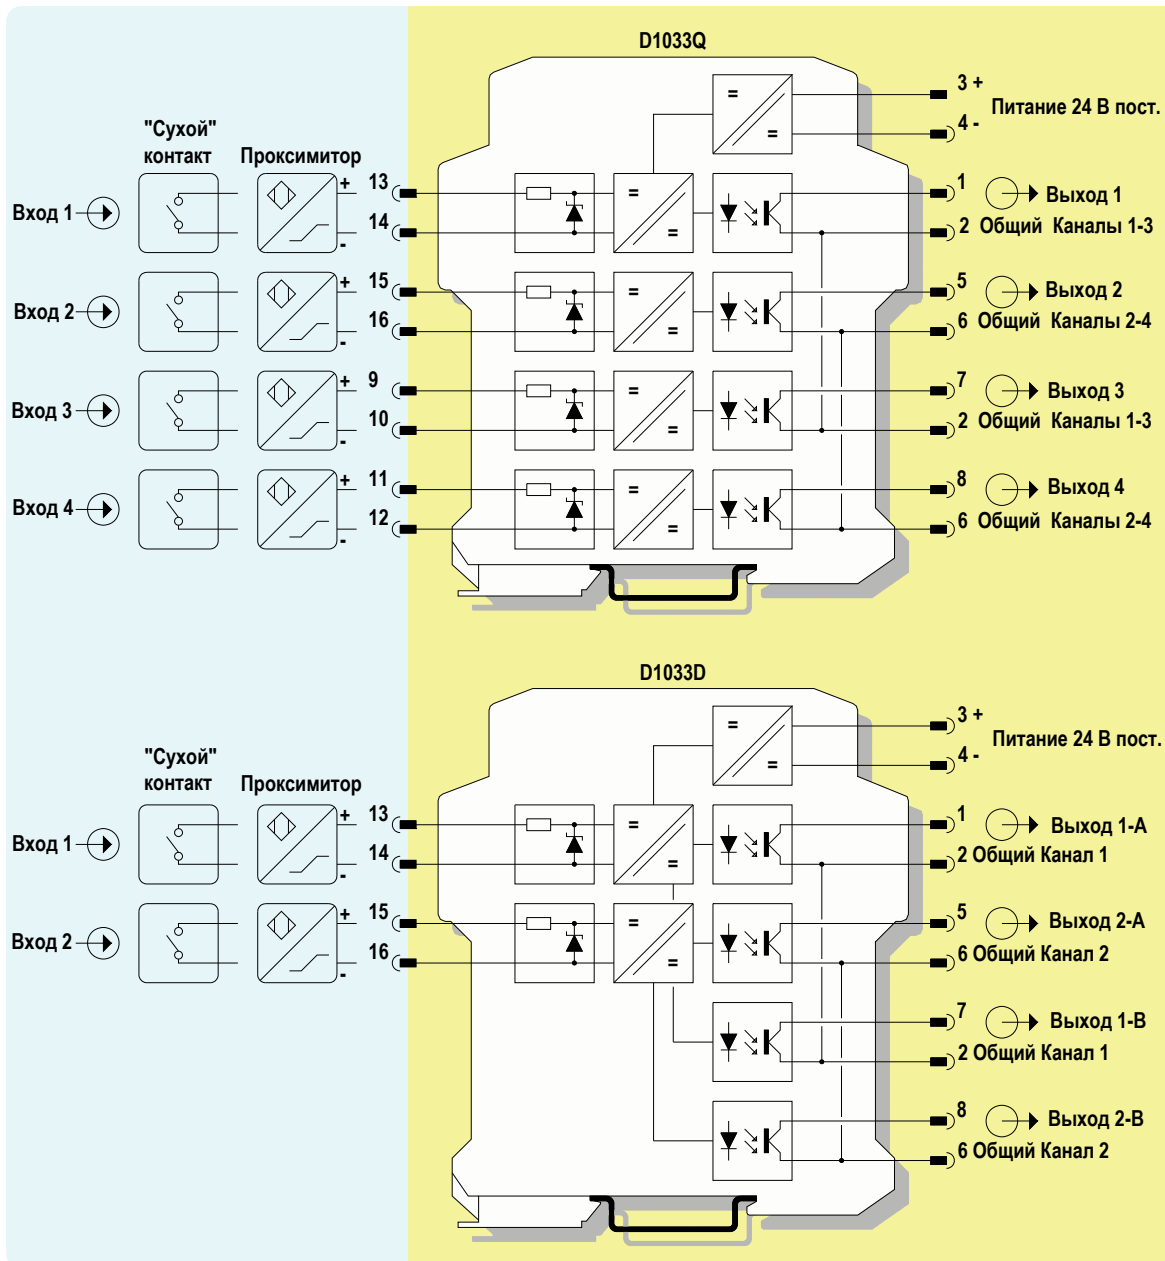 D1033Q
3 +
Питание 24 В пост.
4 -
"Сухой"
контакт
Проксимитор
Вход 1
+
-
13
14
1
Выход 1
2 Общий Каналы 1-3
Вход 2
+
-
15
16
5
Выход 2
6 Общий Каналы 2-4
Вход 3
+
-
9
10
7
Выход 3
2 Общий Каналы 1-3
Вход 4
+
-
11
12
8
Выход 4
6 Общий Каналы 2-4
D1033D
3 +
Питание 24 В пост.
4 -
"Сухой"
контакт
Проксимитор
Вход 1
+
-
13
14
1
Выход 1-A
2 Общий Канал 1
Вход 2
+
-
15
16
5
Выход 2-A
6 Общий Канал 2
7
Выход 1-B
2 Общий Канал 1
8
Выход 2-B
6 Общий Канал 2